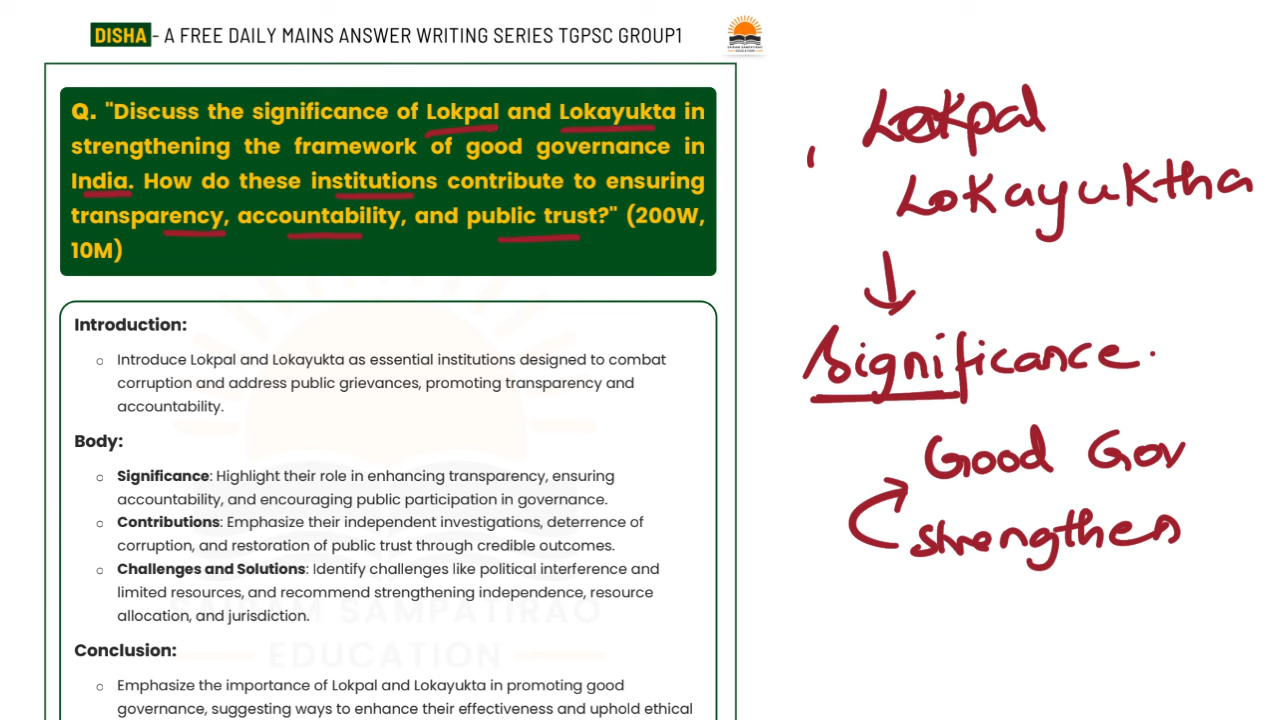 DISHA - A FREE DAILY MAINS ANSWER WRITING SERIES TGPSC GROUP1
SAIRAM SAMPATIRAO
EDUCATION
Q. "Discuss the significance of Lokpal and Lokayukta in
strengthening the framework of good governance in
India. How do these institutions contribute to ensuring
transparency, accountability, and public trust?" (200W,
10M)
Introduction:
Introduce Lokpal and Lokayukta as essential institutions designed to combat
corruption and address public grievances, promoting transparency and
accountability.
Body:
Significance: Highlight their role in enhancing transparency, ensuring
accountability, and encouraging public participation in governance.
Contributions: Emphasize their independent investigations, deterrence of
corruption, and restoration of public trust through credible outcomes.
Challenges and Solutions: Identify challenges like political interference and
limited resources, and recommend strengthening independence, resource
allocation, and jurisdiction.
SAIRAM SAMPATIRAO
EDUCATION
Conclusion:
Emphasize the importance of Lokpal and Lokayukta in promoting good
governance, suggesting ways to enhance their effectiveness and uphold ethical
Lokpal
Lokayuktha
Significance.
Good Gov
strengthen